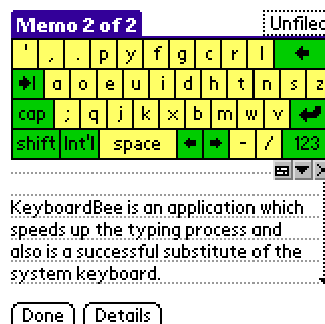 Memo 2 of 2 Unfiled
' , . p y f g c r l
a o e u i d h t n s z
cap ; q j k x b m w v
shift Int'l space - / 123
KeyboardBee is an application which
speeds up the typing process and
also is a successful substitute of the
system keyboard.
Done Details